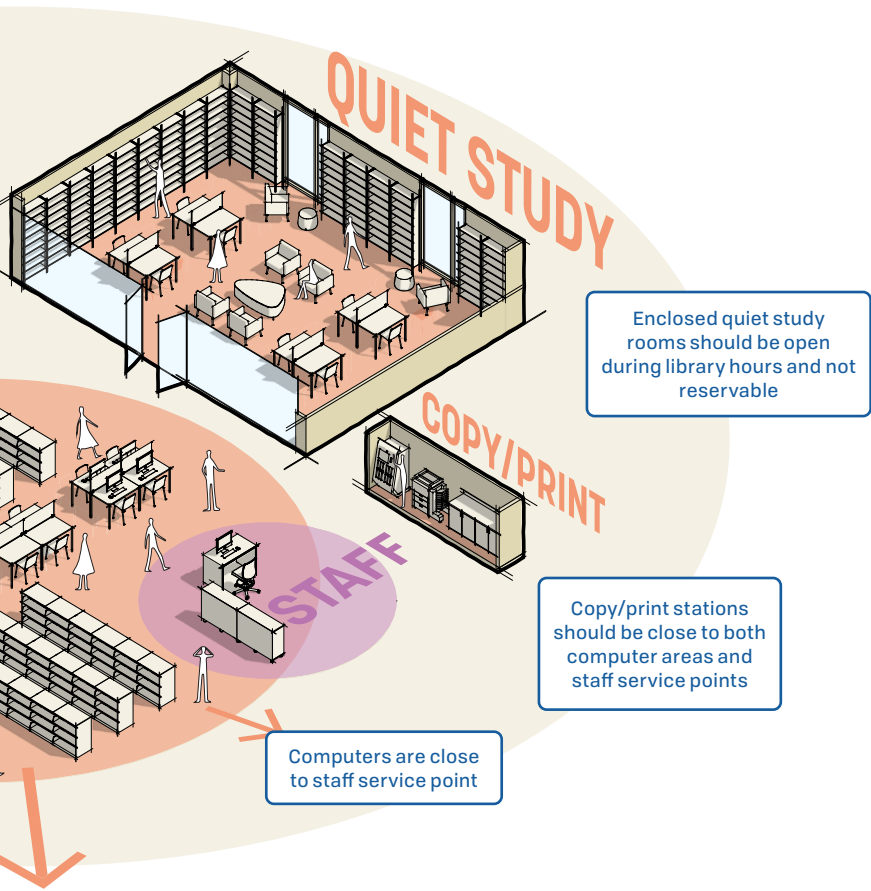 QUIET STUDY
Enclosed quiet study
rooms should be open
during library hours and not
reservable
COPY/PRINT
STAFF
Copy/print stations
should be close to both
computer areas and
staff service points
Computers are close
to staff service point